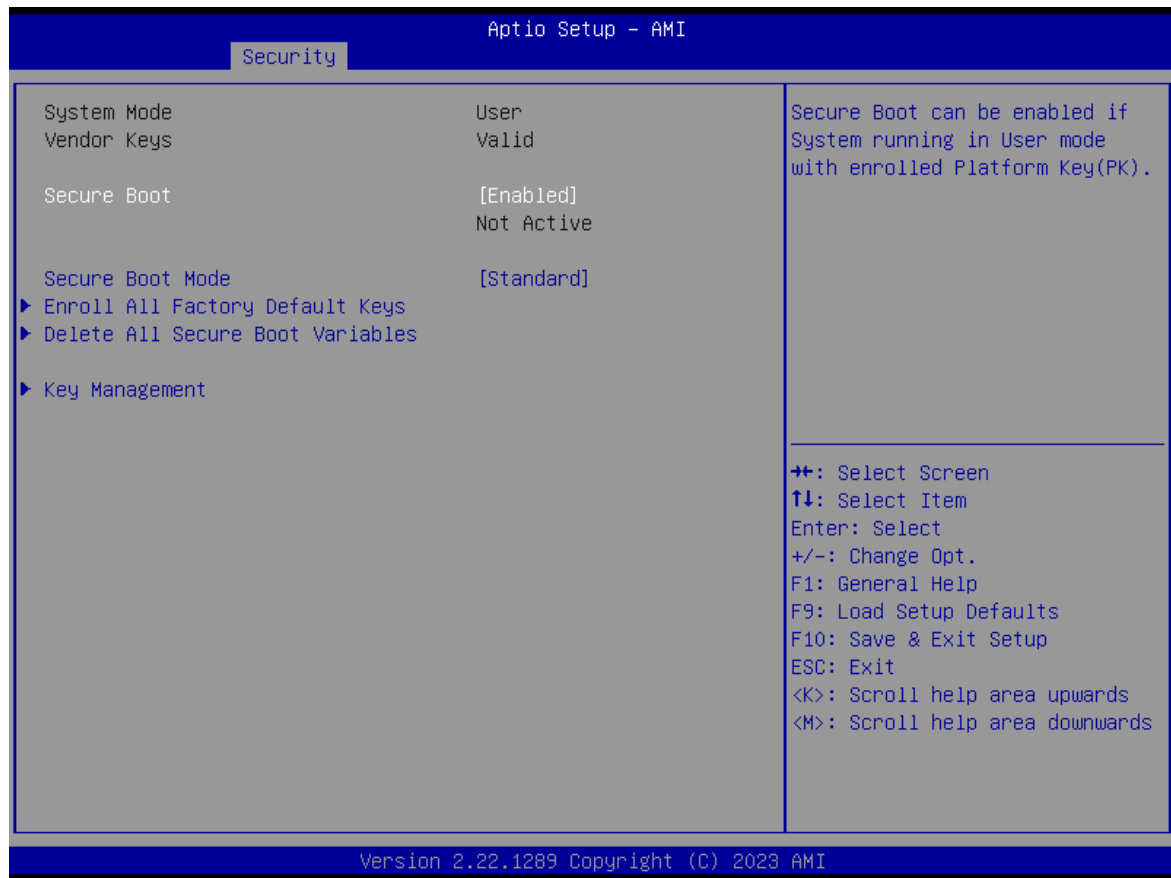 Aptio Setup – AMI
Security
System Mode User
Vendor Keys Valid
Secure Boot [Enabled]
Not Active
Secure Boot Mode [Standard]
▶ Enroll All Factory Default Keys
▶ Delete All Secure Boot Variables
▶ Key Management
Secure Boot can be enabled if
System running in User mode
with enrolled Platform Key(PK).
→←: Select Screen
↑↓: Select Item
Enter: Select
+/-: Change Opt.
F1: General Help
F9: Load Setup Defaults
F10: Save & Exit Setup
ESC: Exit
<K>: Scroll help area upwards
<M>: Scroll help area downwards
Version 2.22.1289 Copyright (C) 2023 AMI